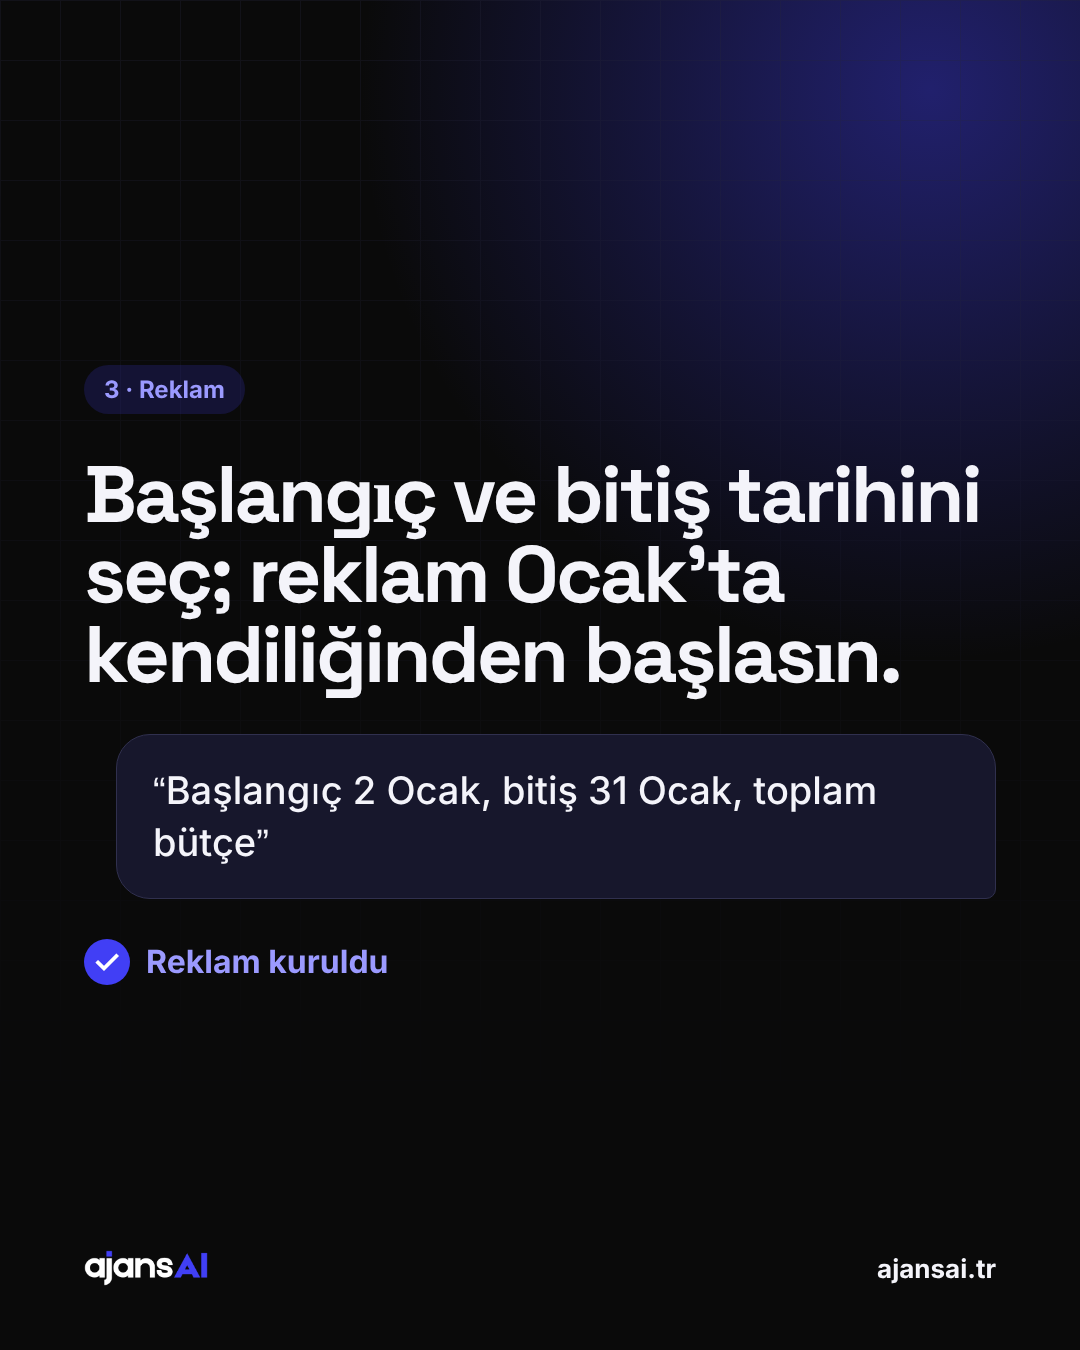 3 · Reklam
Başlangıç ve bitiş tarihini
seç; reklam Ocak’ta
kendiliğinden başlasın.
“Başlangıç 2 Ocak, bitiş 31 Ocak, toplam
bütçe”
Reklam kuruldu
ajansAI
ajansai.tr